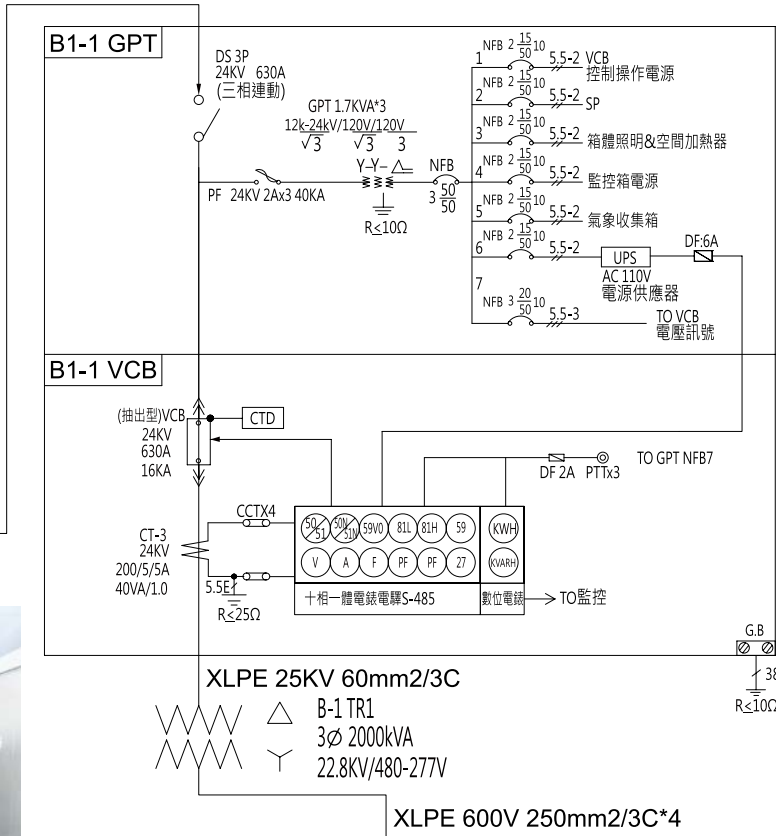 B1-1 GPT
DS 3P
24KV 630A
(三相連動)
GPT 1.7KVA*3
12k-24kV/120V/120V
√3 √3 3
PF 24KV 2Ax3 40KA
R≤10Ω
NFB
3 50/50
1 NFB 2 15/50 10 5.5-2 VCB
控制操作電源
2 NFB 2 15/50 10 5.5-2 SP
3 NFB 2 15/50 10 5.5-2 箱體照明&空間加熱器
4 NFB 2 15/50 10 5.5-2 監控箱電源
5 NFB 2 15/50 10 5.5-2 氣象收集箱
6 NFB 2 15/50 10 5.5-2 UPS DF:6A
AC 110V
電源供應器
7 NFB 3 20/50 10 5.5-3 TO VCB
電壓訊號
B1-1 VCB
(抽出型)VCB
24KV
630A
16KA
CTD
DF 2A PTTx3 TO GPT NFB7
CT-3
24KV
200/5/5A
40VA/1.0
CCTX4
5.5E
R≤25Ω
50/51 50N/51N 59V0 81L 81H 59 KWH
V A F PF PF 27 KVARH
十相一體電錶電驛S-485 數位電錶 TO監控
G.B
38
R≤10Ω
XLPE 25KV 60mm2/3C
B-1 TR1
3∅ 2000kVA
22.8KV/480-277V
XLPE 600V 250mm2/3C*4